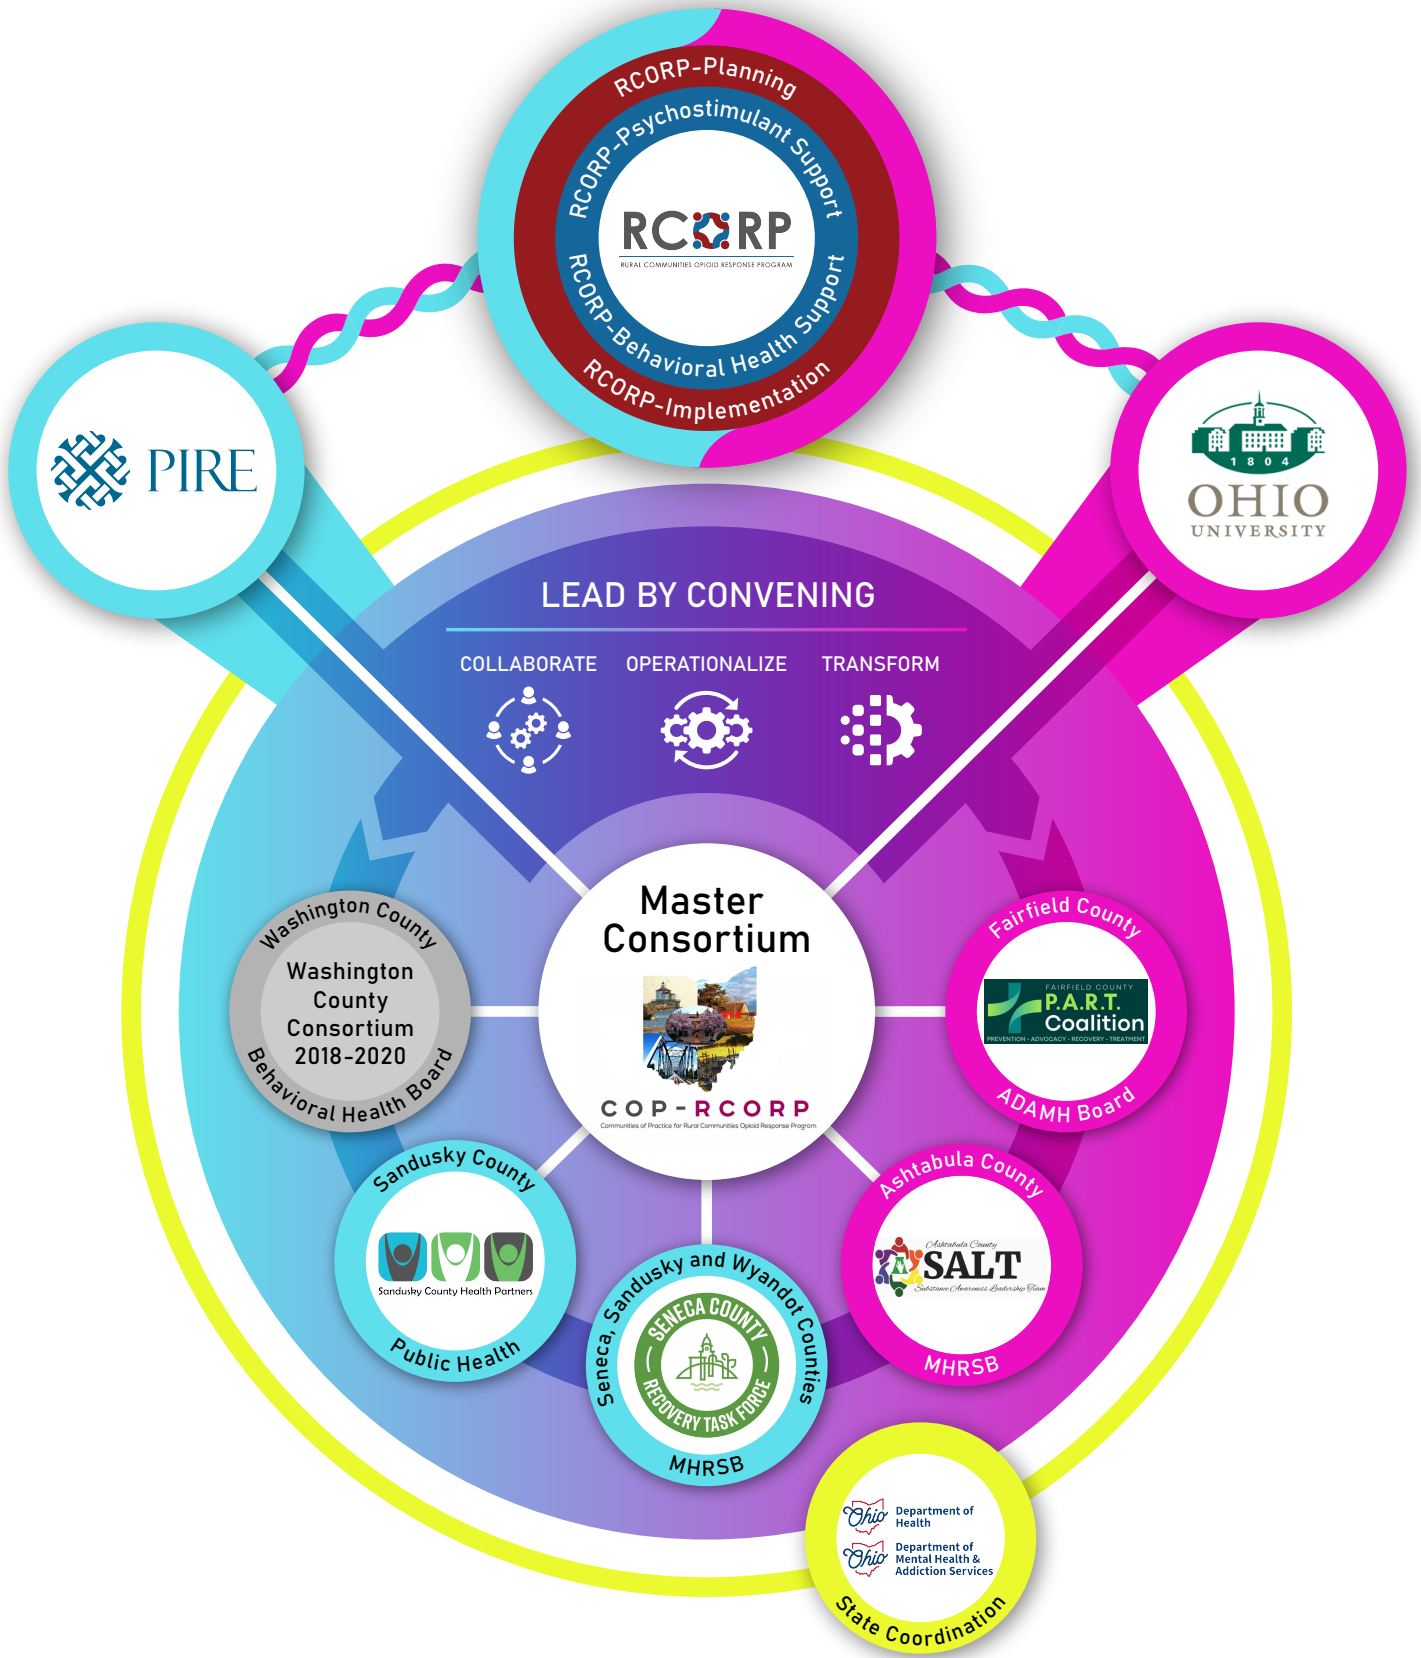 RCORP-Planning
RCORP-Psychostimulant Support
RCORP
RURAL COMMUNITIES OPIOID RESPONSE PROGRAM
RCORP-Behavioral Health Support
RCORP-Implementation
PIRE
1804
OHIO
UNIVERSITY
LEAD BY CONVENING
COLLABORATE
OPERATIONALIZE
TRANSFORM
Master
Consortium
COP-RCORP
Communities of Practice for Rural Communities Opioid Response Program
Washington County
Washington
County
Consortium
2018-2020
Behavioral Health Board
Fairfield County
FAIRFIELD COUNTY
P.A.R.T.
Coalition
PREVENTION • ADVOCACY • RECOVERY • TREATMENT
ADAMH Board
Sandusky County
Sandusky County Health Partners
Public Health
Ashtabula County
Ashtabula County
SALT
Substance Awareness Leadership Team
MHRSB
Seneca, Sandusky and Wyandot Counties
SENECA COUNTY
RECOVERY TASK FORCE
MHRSB
Ohio
Department of
Health
Ohio
Department of
Mental Health &
Addiction Services
State Coordination